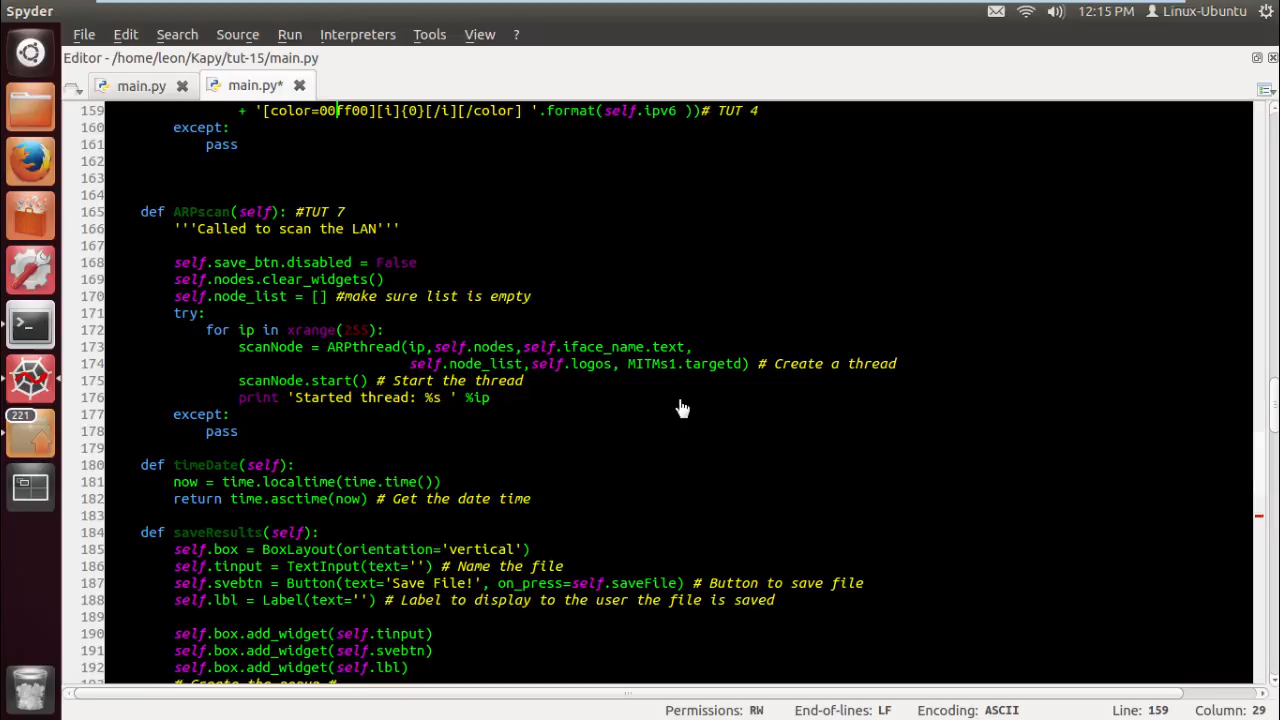 Spyder
12:15 PM
Linux-Ubuntu
File Edit Search Source Run Interpreters Tools View ?
Editor - /home/leon/Kapy/tut-15/main.py
main.py
main.py*
159 + '[color=00ff00][i]{0}[/i][/color] '.format(self.ipv6 ))# TUT 4
160 except:
161 pass
162
163
164
165 def ARPscan(self): #TUT 7
166 '''Called to scan the LAN'''
167
168 self.save_btn.disabled = False
169 self.nodes.clear_widgets()
170 self.node_list = [] #make sure list is empty
171 try:
172 for ip in xrange(255):
173 scanNode = ARPthread(ip,self.nodes,self.iface_name.text,
174 self.node_list,self.logos, MITMs1.targetd) # Create a thread
175 scanNode.start() # Start the thread
176 print 'Started thread: %s ' %ip
177 except:
178 pass
179
180 def timeDate(self):
181 now = time.localtime(time.time())
182 return time.asctime(now) # Get the date time
183
184 def saveResults(self):
185 self.box = BoxLayout(orientation='vertical')
186 self.tinput = TextInput(text='') # Name the file
187 self.svebtn = Button(text='Save File!', on_press=self.saveFile) # Button to save file
188 self.lbl = Label(text='') # Label to display to the user the file is saved
189
190 self.box.add_widget(self.tinput)
191 self.box.add_widget(self.svebtn)
192 self.box.add_widget(self.lbl)
193 # Create the popup #
221
Permissions: RW End-of-lines: LF Encoding: ASCII Line: 159 Column: 29